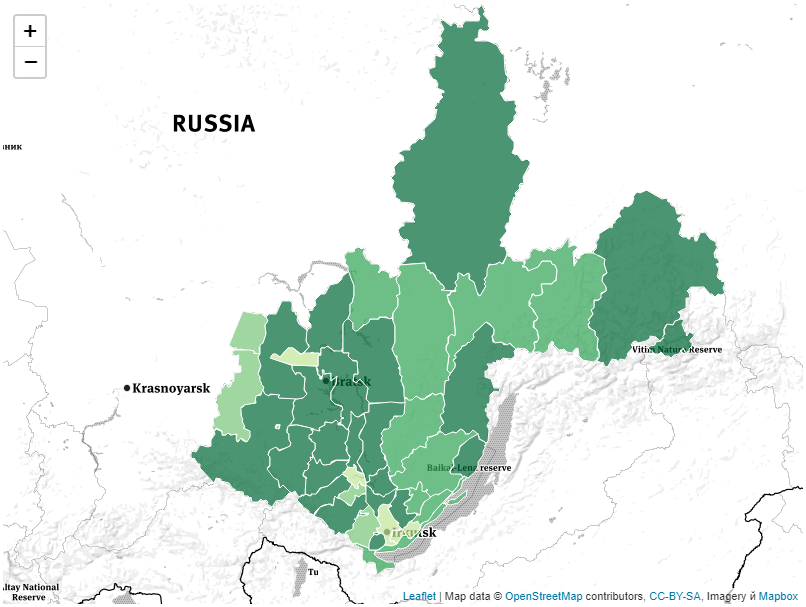 +
−
RUSSIA
ник
Krasnoyarsk
Bratsk
Vitim Nature Reserve
Baikal-Lena reserve
Irkutsk
Altay National
Reserve
Tu
Leaflet | Map data © OpenStreetMap contributors, CC-BY-SA, Imagery й Mapbox